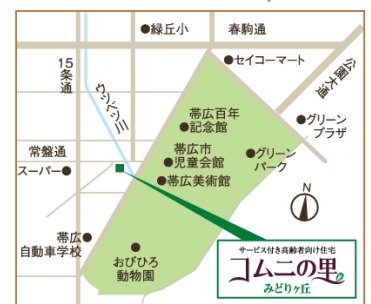 ●緑丘小
春駒通
●セイコーマート
15条通
ウツベツ川
公園大通
帯広百年
●記念館
●グリーン
プラザ
常盤通
帯広市
●児童会館
●グリーン
パーク
スーパー●
●帯広美術館
N
帯広●
自動車学校
●
おびひろ
動物園
サービス付き高齢者向け住宅
コムニの里
みどりヶ丘